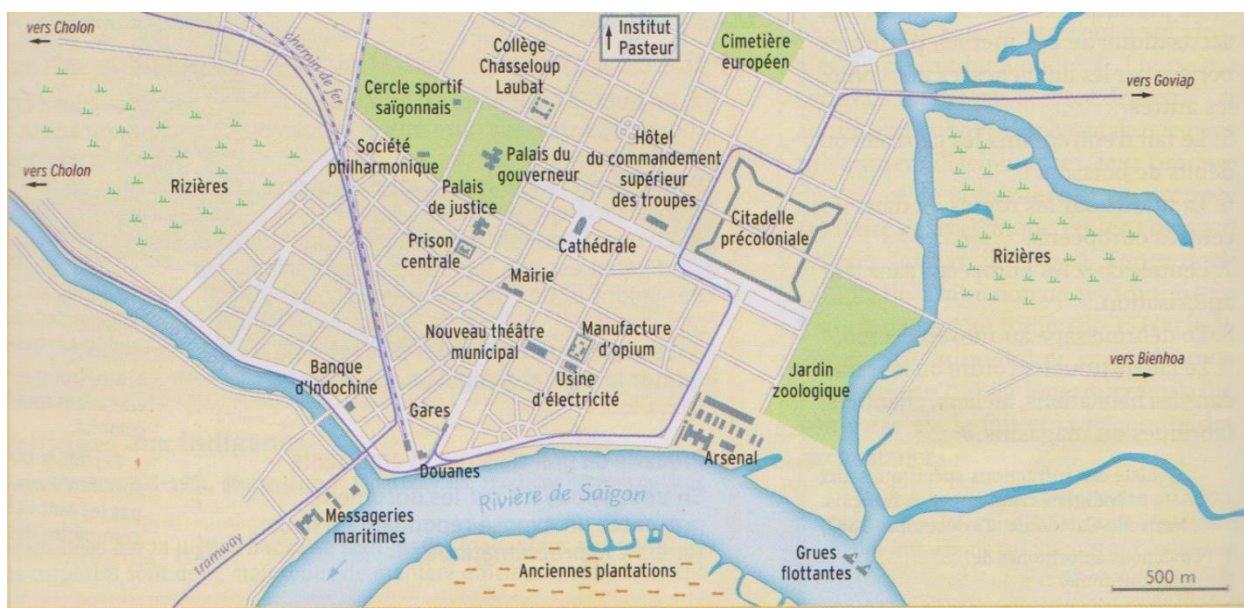 vers Cholon
chemin de fer
Collège
Chasseloup
Laubat
Institut
Pasteur
Cimetière
européen
Cercle sportif
saïgonnais
vers Goviap
Société
philharmonique
Palais du
gouverneur
Hôtel
du commandement
supérieur
des troupes
vers Cholon
Rizières
Palais
de justice
Citadelle
précoloniale
Prison
centrale
Cathédrale
Rizières
Mairie
Nouveau théâtre
municipal
Manufacture
d'opium
Banque
d'Indochine
Usine
d'électricité
Jardin
zoologique
vers Bienhoa
Gares
Douanes
Arsenal
Rivière de Saïgon
Messageries
maritimes
tramway
Anciennes plantations
Grues
flottantes
500 m